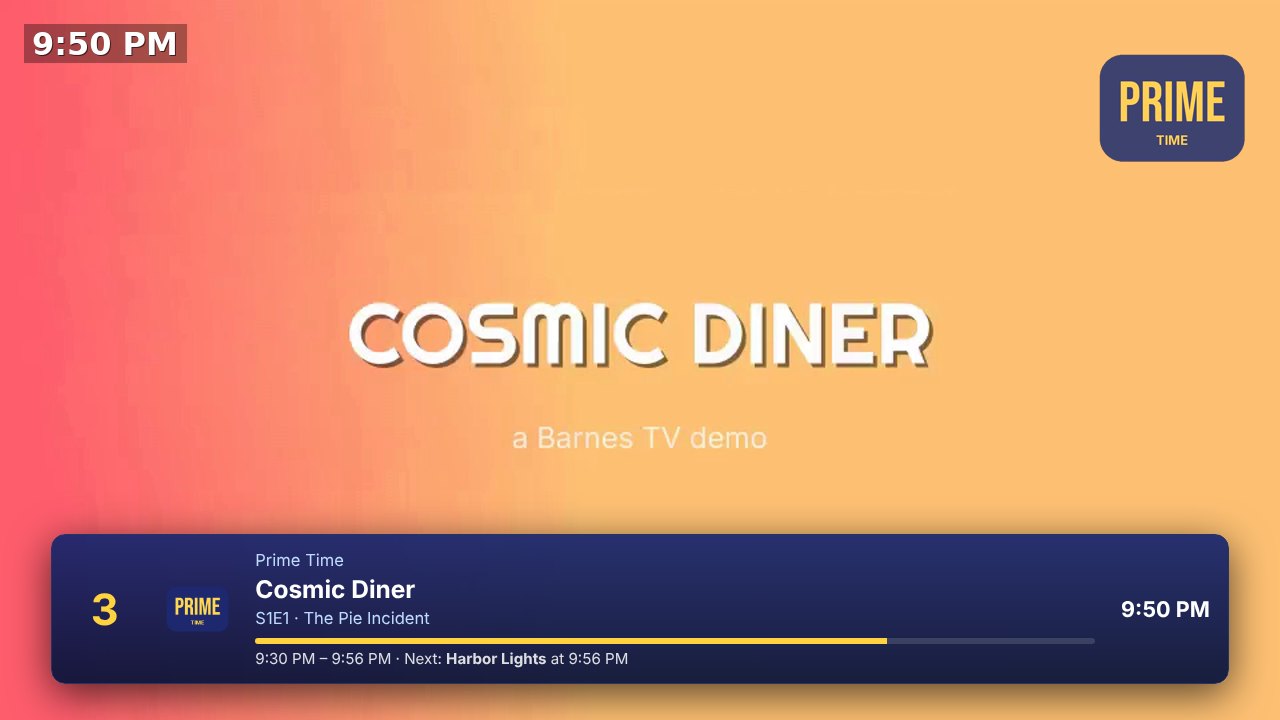 9:50 PM
PRIME
TIME
COSMIC DINER
a Barnes TV demo
Prime Time
3
PRIME
TIME
Cosmic Diner
S1E1 · The Pie Incident
9:50 PM
9:30 PM – 9:56 PM · Next: Harbor Lights at 9:56 PM